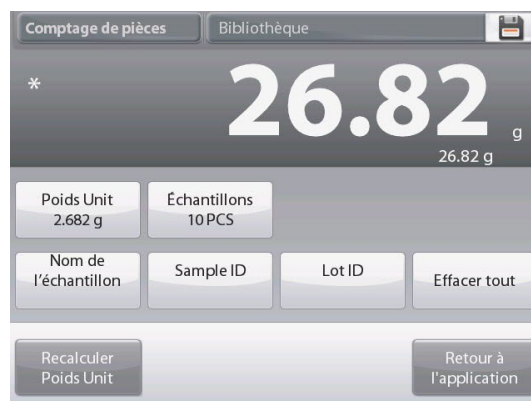 Comptage de pièces
Bibliothèque
*
26.82
g
26.82 g
Poids Unit
2.682 g
Échantillons
10 PCS
Nom de
l'échantillon
Sample ID
Lot ID
Effacer tout
Recalculer
Poids Unit
Retour à
l'application